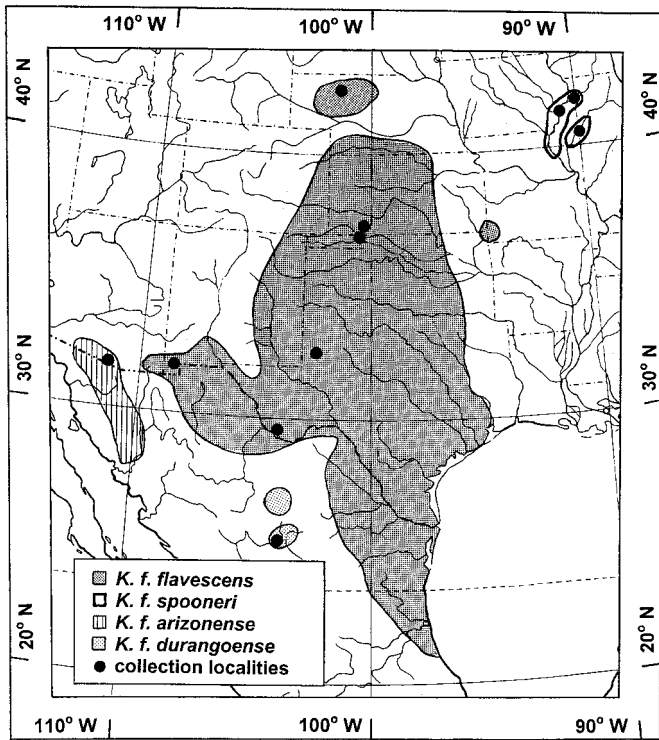 110° W 100° W 90° W
40° N 40° N
30° N 30° N
20° N 20° N
K. f. flavescens
K. f. spooneri
K. f. arizonense
K. f. durangoense
collection localities
110° W 100° W 90° W